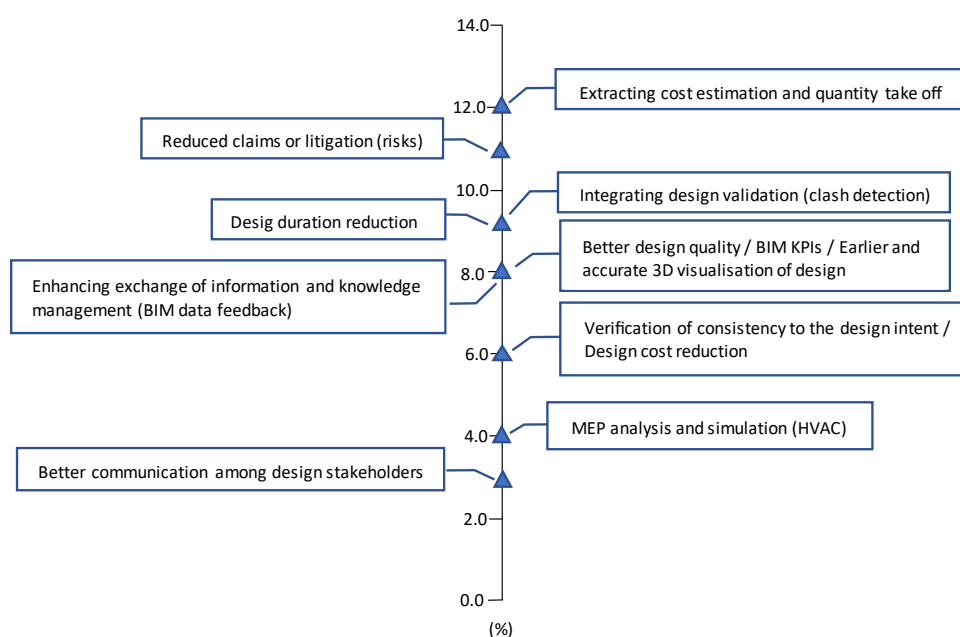 14.0
Extracting cost estimation and quantity take off
12.0
Reduced claims or litigation (risks)
10.0
Integrating design validation (clash detection)
Desig duration reduction
Better design quality / BIM KPIs / Earlier and
accurate 3D visualisation of design
8.0
Enhancing exchange of information and knowledge
management (BIM data feedback)
Verification of consistency to the design intent /
Design cost reduction
6.0
MEP analysis and simulation (HVAC)
4.0
Better communication among design stakeholders
2.0
0.0
(%)